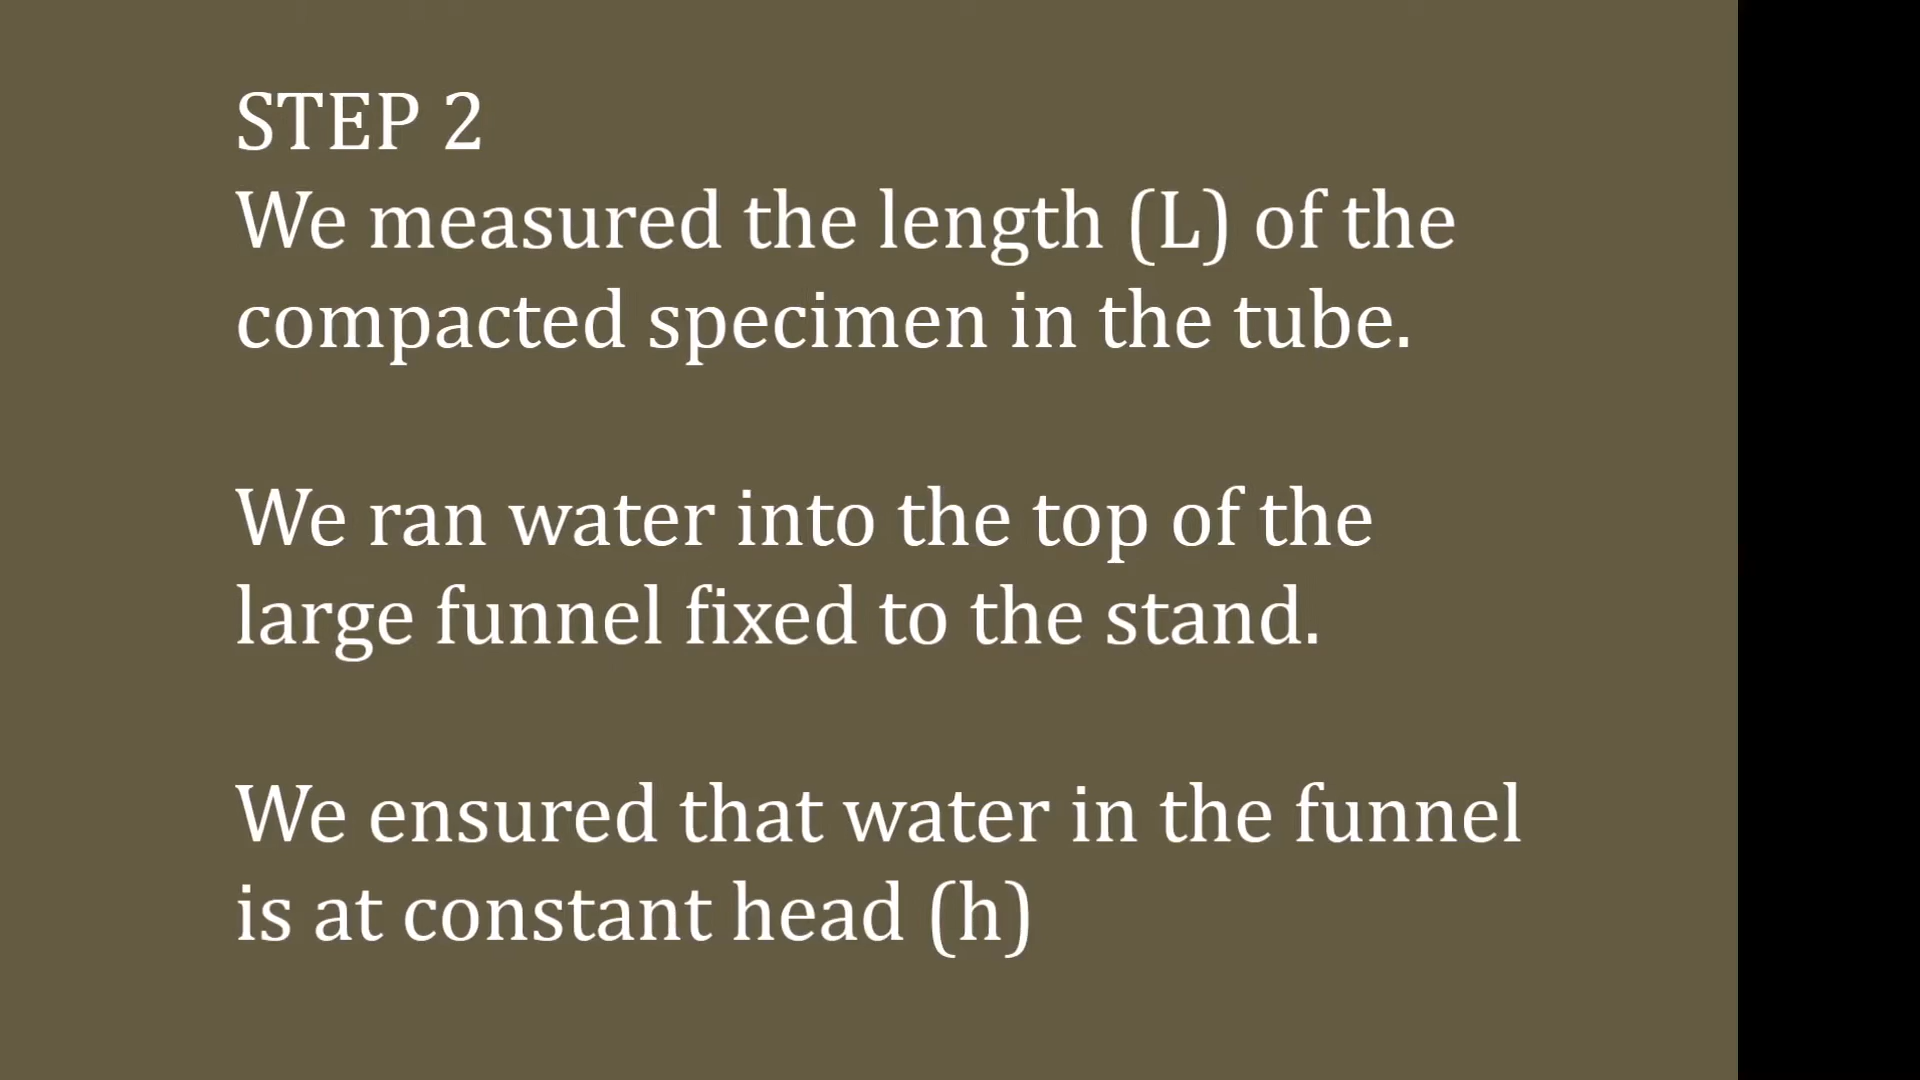 STEP 2
We measured the length (L) of the
compacted specimen in the tube.
We ran water into the top of the
large funnel fixed to the stand.
We ensured that water in the funnel
is at constant head (h)